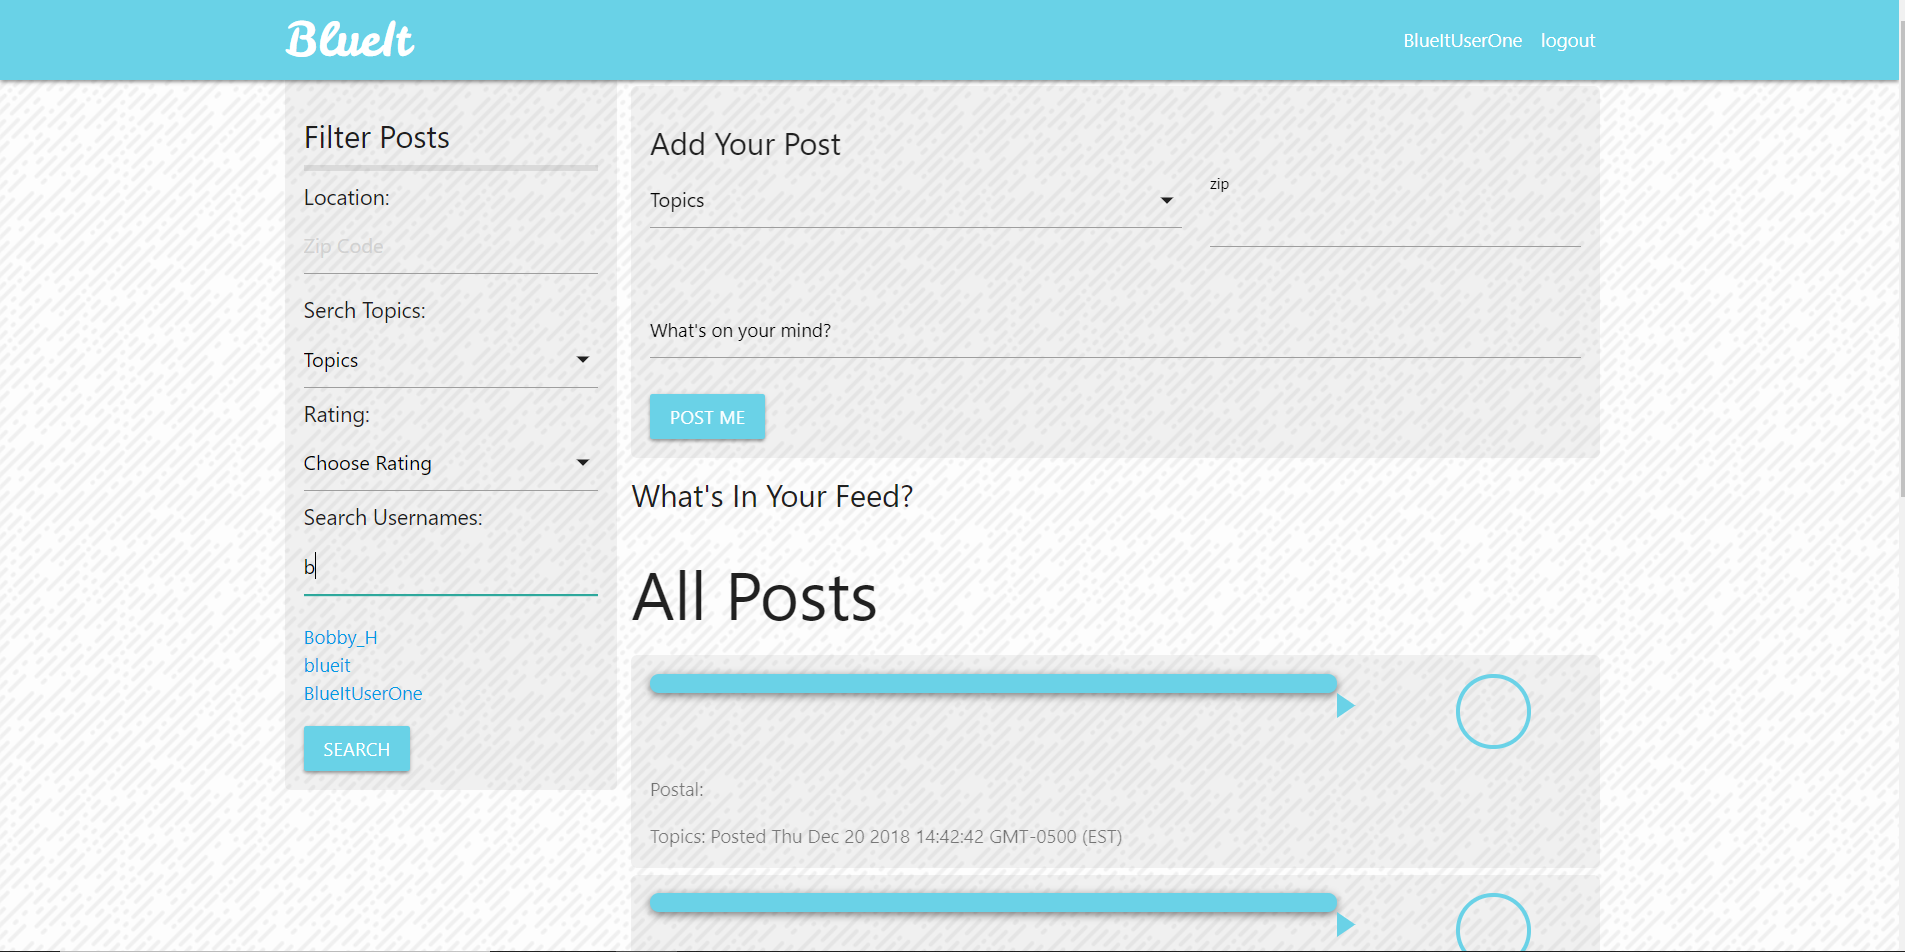 BlueIt
BlueItUserOne logout
Filter Posts
Location:
Zip Code
Serch Topics:
Topics
Rating:
Choose Rating
Search Usernames:
b
Bobby_H
blueit
BlueItUserOne
SEARCH
Add Your Post
Topics
zip
What's on your mind?
POST ME
What's In Your Feed?
All Posts
Postal:
Topics: Posted Thu Dec 20 2018 14:42:42 GMT-0500 (EST)